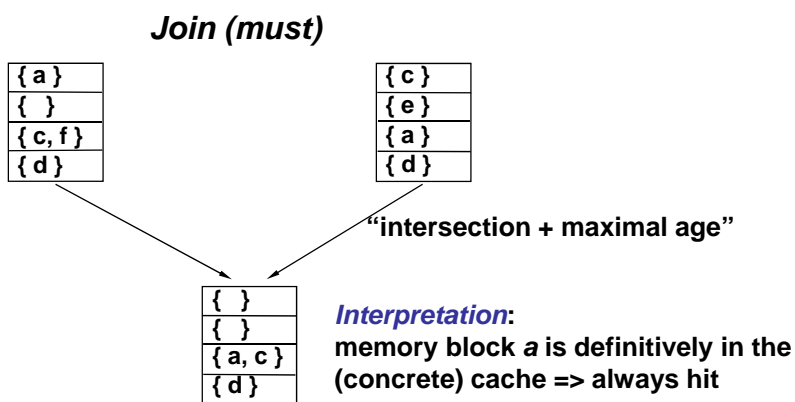 Join (must)
{ a }
{ }
{ c, f }
{ d }
{ c }
{ e }
{ a }
{ d }
“intersection + maximal age”
{ }
{ }
{ a, c }
{ d }
Interpretation:
memory block a is definitively in the
(concrete) cache => always hit